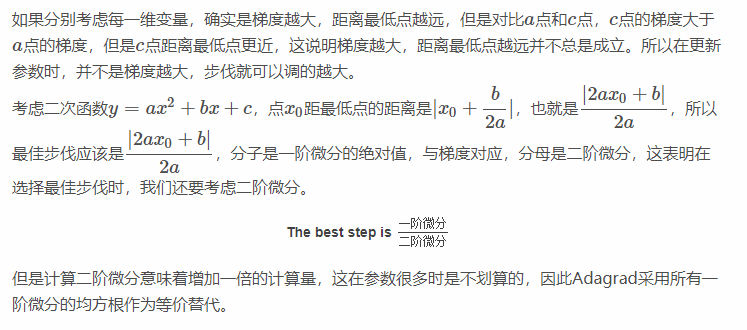 如果分别考虑每一维变量，确实是梯度越大，距离最低点越远，但是对比a点和c点，c点的梯度大于
a点的梯度，但是c点距离最低点更近，这说明梯度越大，距离最低点越远并不总是成立。所以在更新
参数时，并不是梯度越大，步伐就可以调的越大。
考虑二次函数y = ax² + bx + c，点x₀距最低点的距离是|x₀ + b/2a|，也就是|2ax₀ + b|/2a，所以
最佳步伐应该是|2ax₀ + b|/2a，分子是一阶微分的绝对值，与梯度对应，分母是二阶微分，这表明在
选择最佳步伐时，我们还要考虑二阶微分。
The best step is 一阶微分/二阶微分
但是计算二阶微分意味着增加一倍的计算量，这在参数很多时是不划算的，因此Adagrad采用所有一
阶微分的均方根作为等价替代。